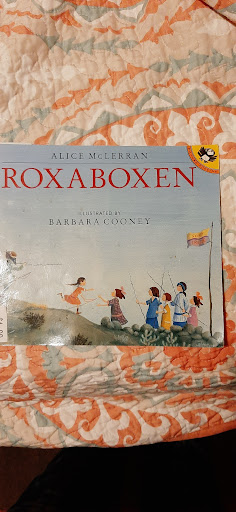 ALICE McLERRAN
ROXABOXEN
ILLUSTRATED BY
BARBARA COONEY